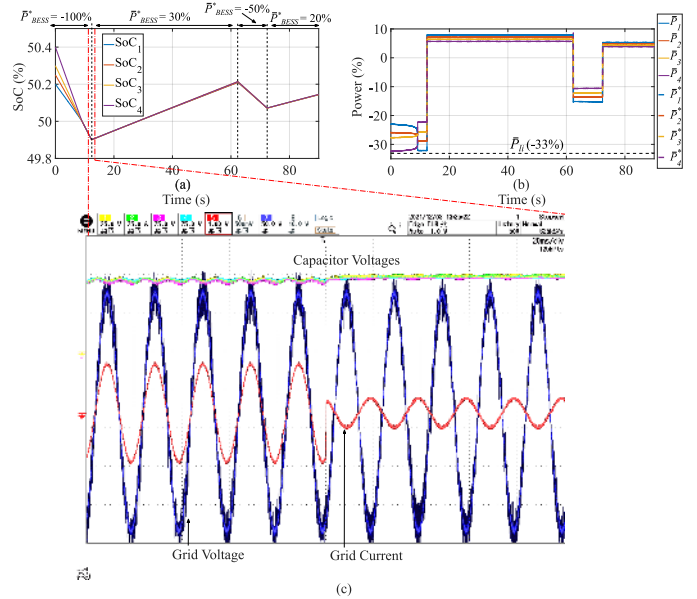 P̄*BESS = -100%
P̄*BESS = 30%
P̄*BESS = -50%
P̄*BESS = 20%
SoC (%)
50.4
50.2
50
49.8
SoC1
SoC2
SoC3
SoC4
0 20 40 60 80
Time (s)
(a)
Power (%)
10
0
-10
-20
-30
P̄li (-33%)
0 20 40 60 80
Time (s)
(b)
P̄1
P̄2
P̄3
P̄4
P̄*1
P̄*2
P̄*3
P̄*4
Capacitor Voltages
Grid Voltage
Grid Current
(c)